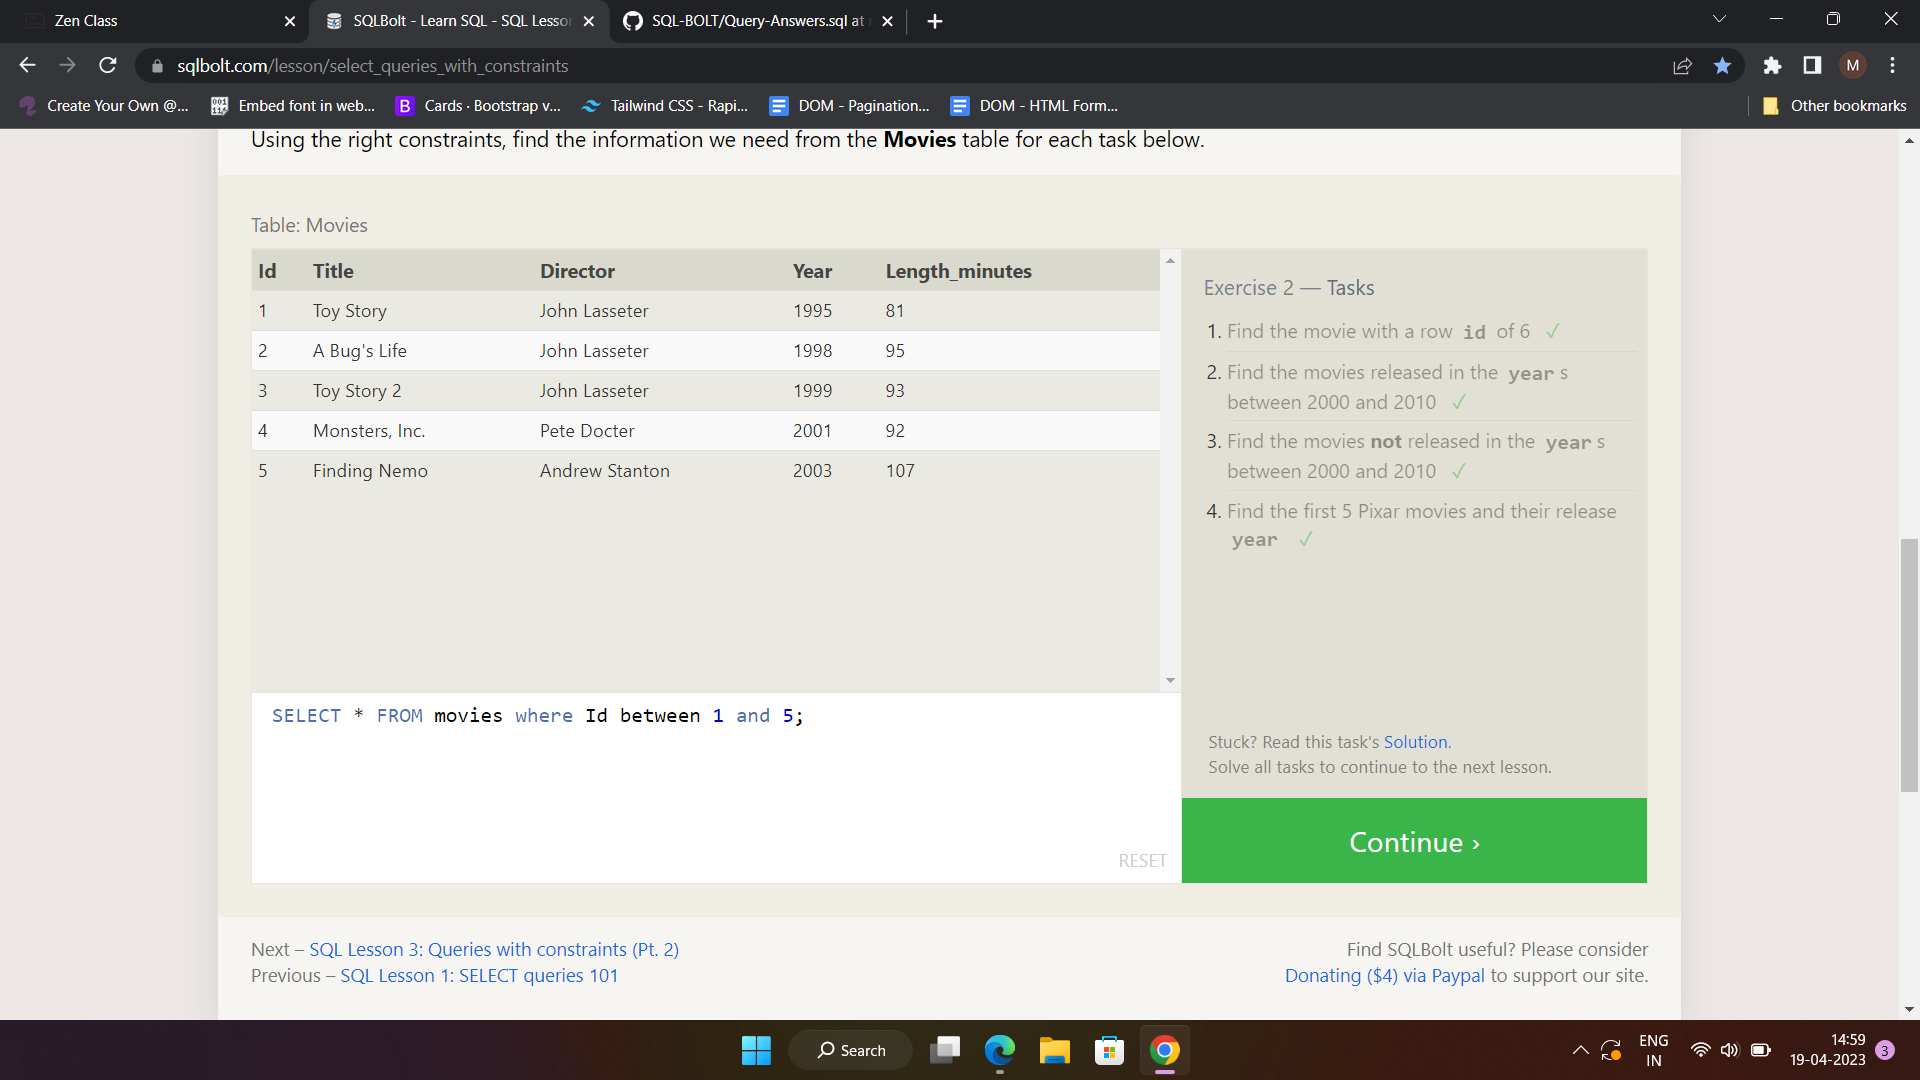 Zen Class
SQLBolt - Learn SQL - SQL Lesson
SQL-BOLT/Query-Answers.sql at
sqlbolt.com/lesson/select_queries_with_constraints
M
Create Your Own @...
Embed font in web...
B Cards · Bootstrap v...
Tailwind CSS - Rapi...
DOM - Pagination...
DOM - HTML Form...
Other bookmarks
Using the right constraints, find the information we need from the Movies table for each task below.
Table: Movies
Id Title Director Year Length_minutes
1 Toy Story John Lasseter 1995 81
2 A Bug's Life John Lasseter 1998 95
3 Toy Story 2 John Lasseter 1999 93
4 Monsters, Inc. Pete Docter 2001 92
5 Finding Nemo Andrew Stanton 2003 107
SELECT * FROM movies where Id between 1 and 5;
RESET
Exercise 2 — Tasks
1. Find the movie with a row id of 6 ✓
2. Find the movies released in the year s
between 2000 and 2010 ✓
3. Find the movies not released in the year s
between 2000 and 2010 ✓
4. Find the first 5 Pixar movies and their release
year ✓
Stuck? Read this task's Solution.
Solve all tasks to continue to the next lesson.
Continue ›
Next – SQL Lesson 3: Queries with constraints (Pt. 2)
Previous – SQL Lesson 1: SELECT queries 101
Find SQLBolt useful? Please consider
Donating ($4) via Paypal to support our site.
Search
ENG
IN
14:59
19-04-2023
3